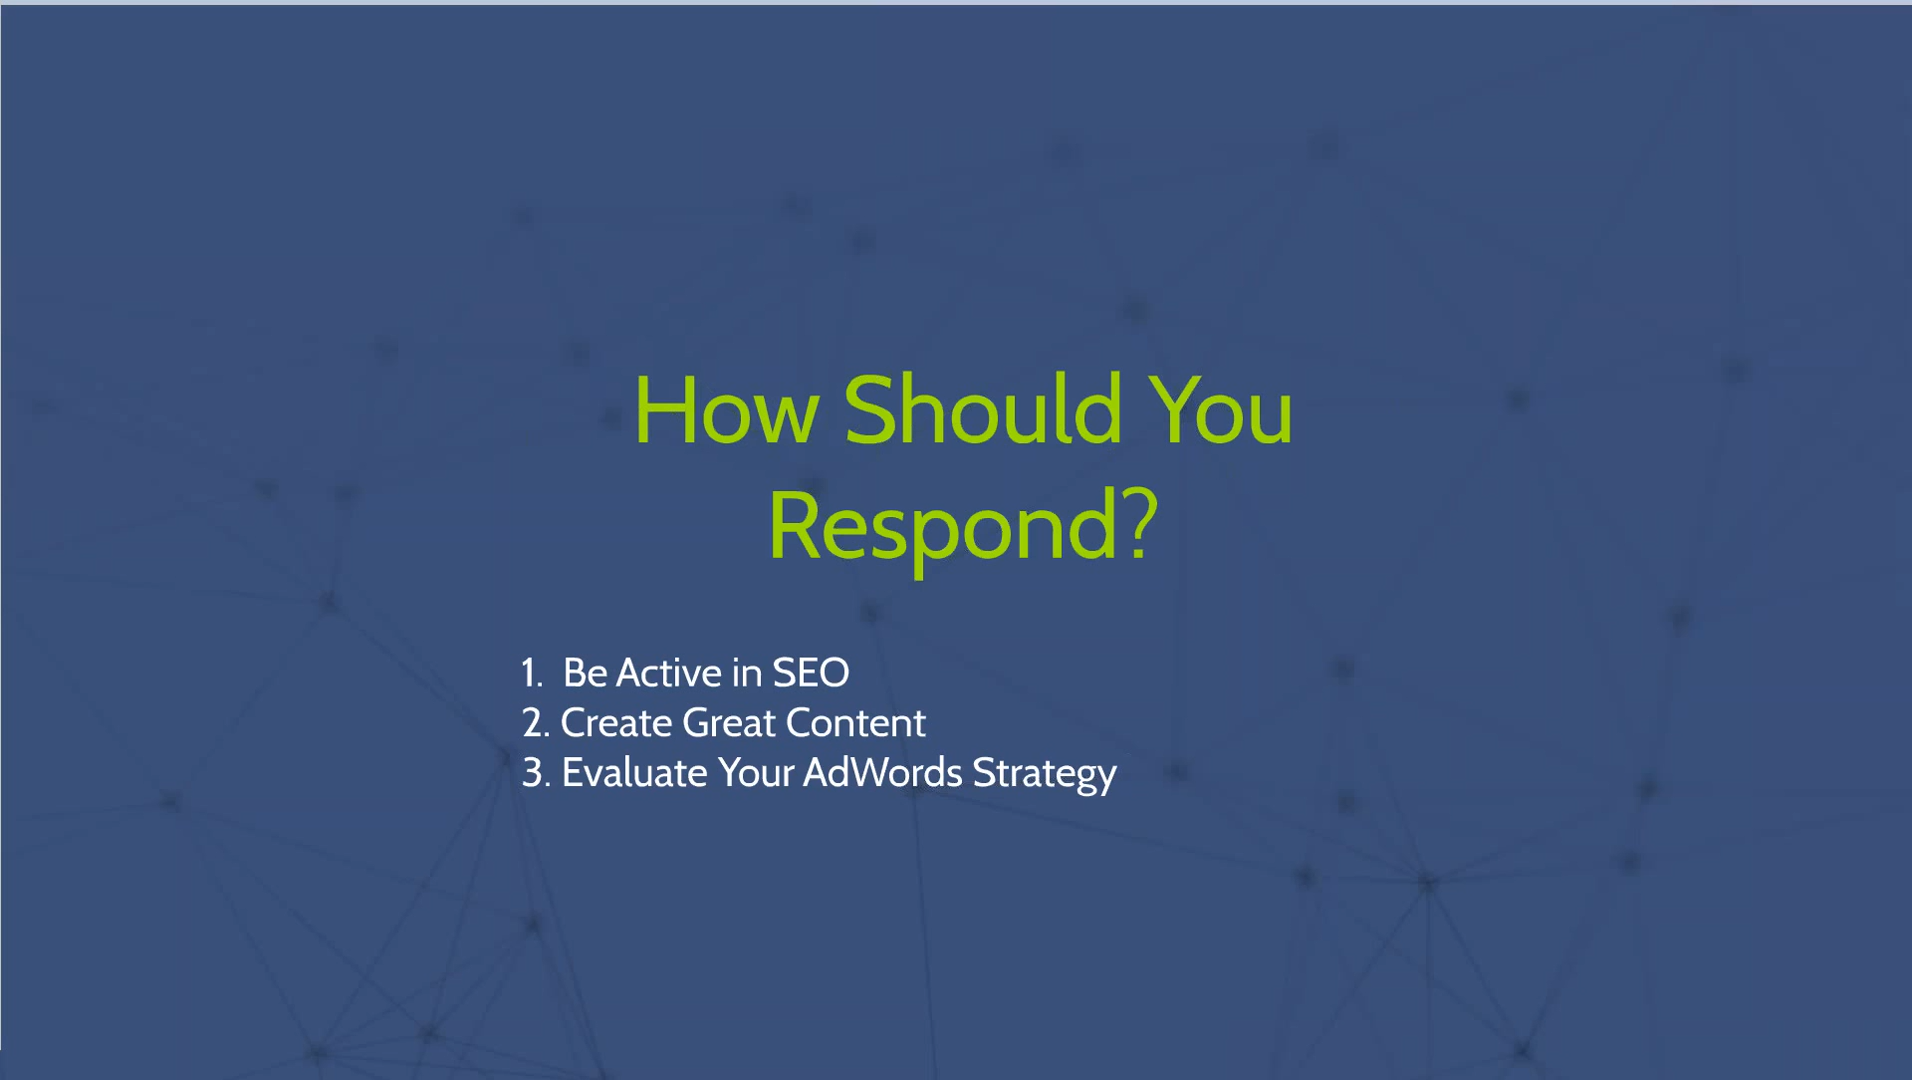 How Should You
Respond?
1. Be Active in SEO
2. Create Great Content
3. Evaluate Your AdWords Strategy